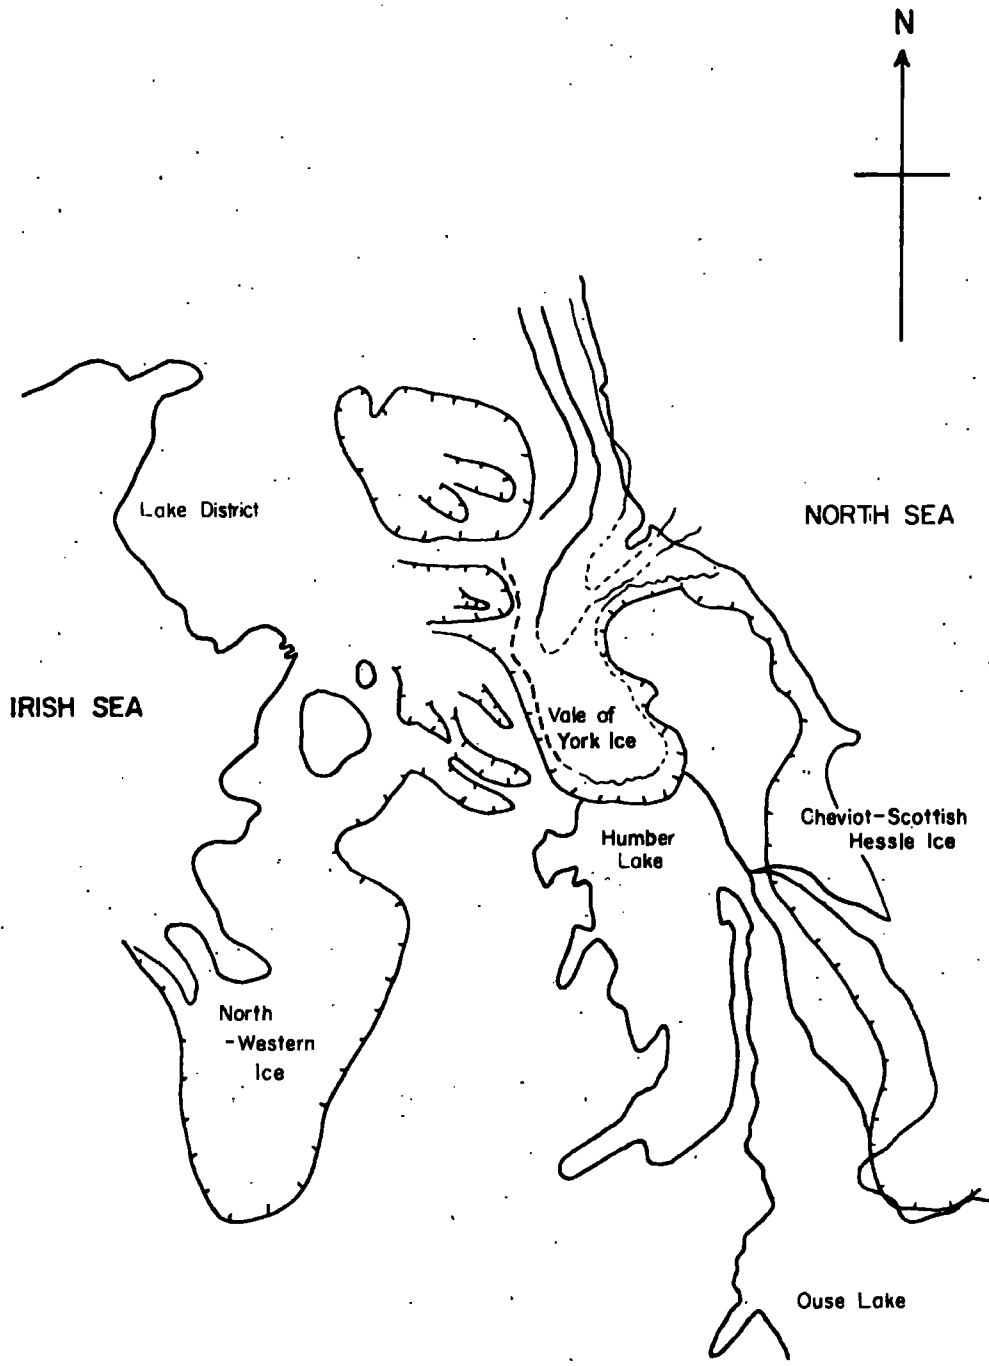 N
Lake District
NORTH SEA
IRISH SEA
Vale of
York Ice
Cheviot-Scottish
Hessle Ice
Humber
Lake
North
-Western
Ice
Ouse Lake